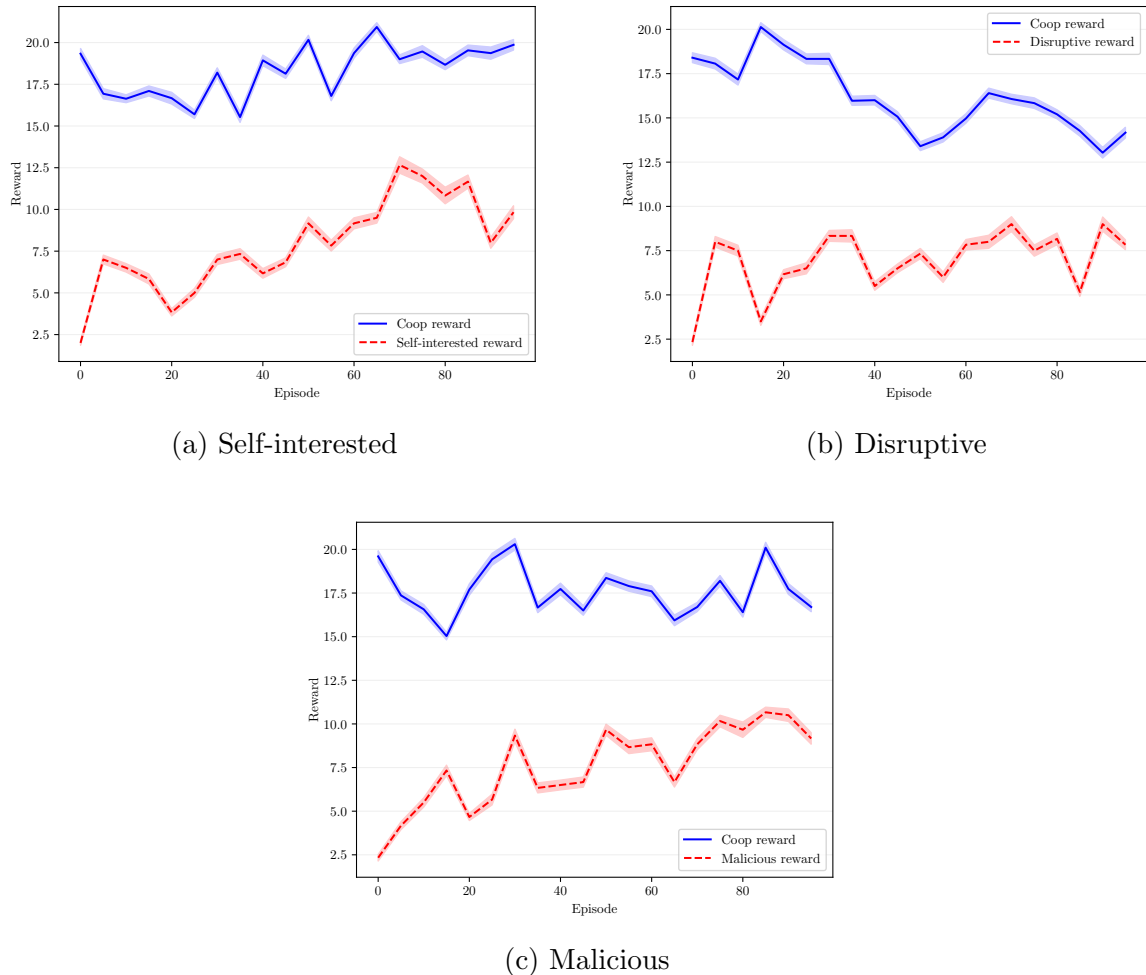 20.0
17.5
15.0
12.5
10.0
7.5
5.0
2.5
Reward
0 20 40 60 80
Episode
Coop reward
Self-interested reward
(a) Self-interested
20.0
17.5
15.0
12.5
10.0
7.5
5.0
2.5
Reward
0 20 40 60 80
Episode
Coop reward
Disruptive reward
(b) Disruptive
20.0
17.5
15.0
12.5
10.0
7.5
5.0
2.5
Reward
0 20 40 60 80
Episode
Coop reward
Malicious reward
(c) Malicious